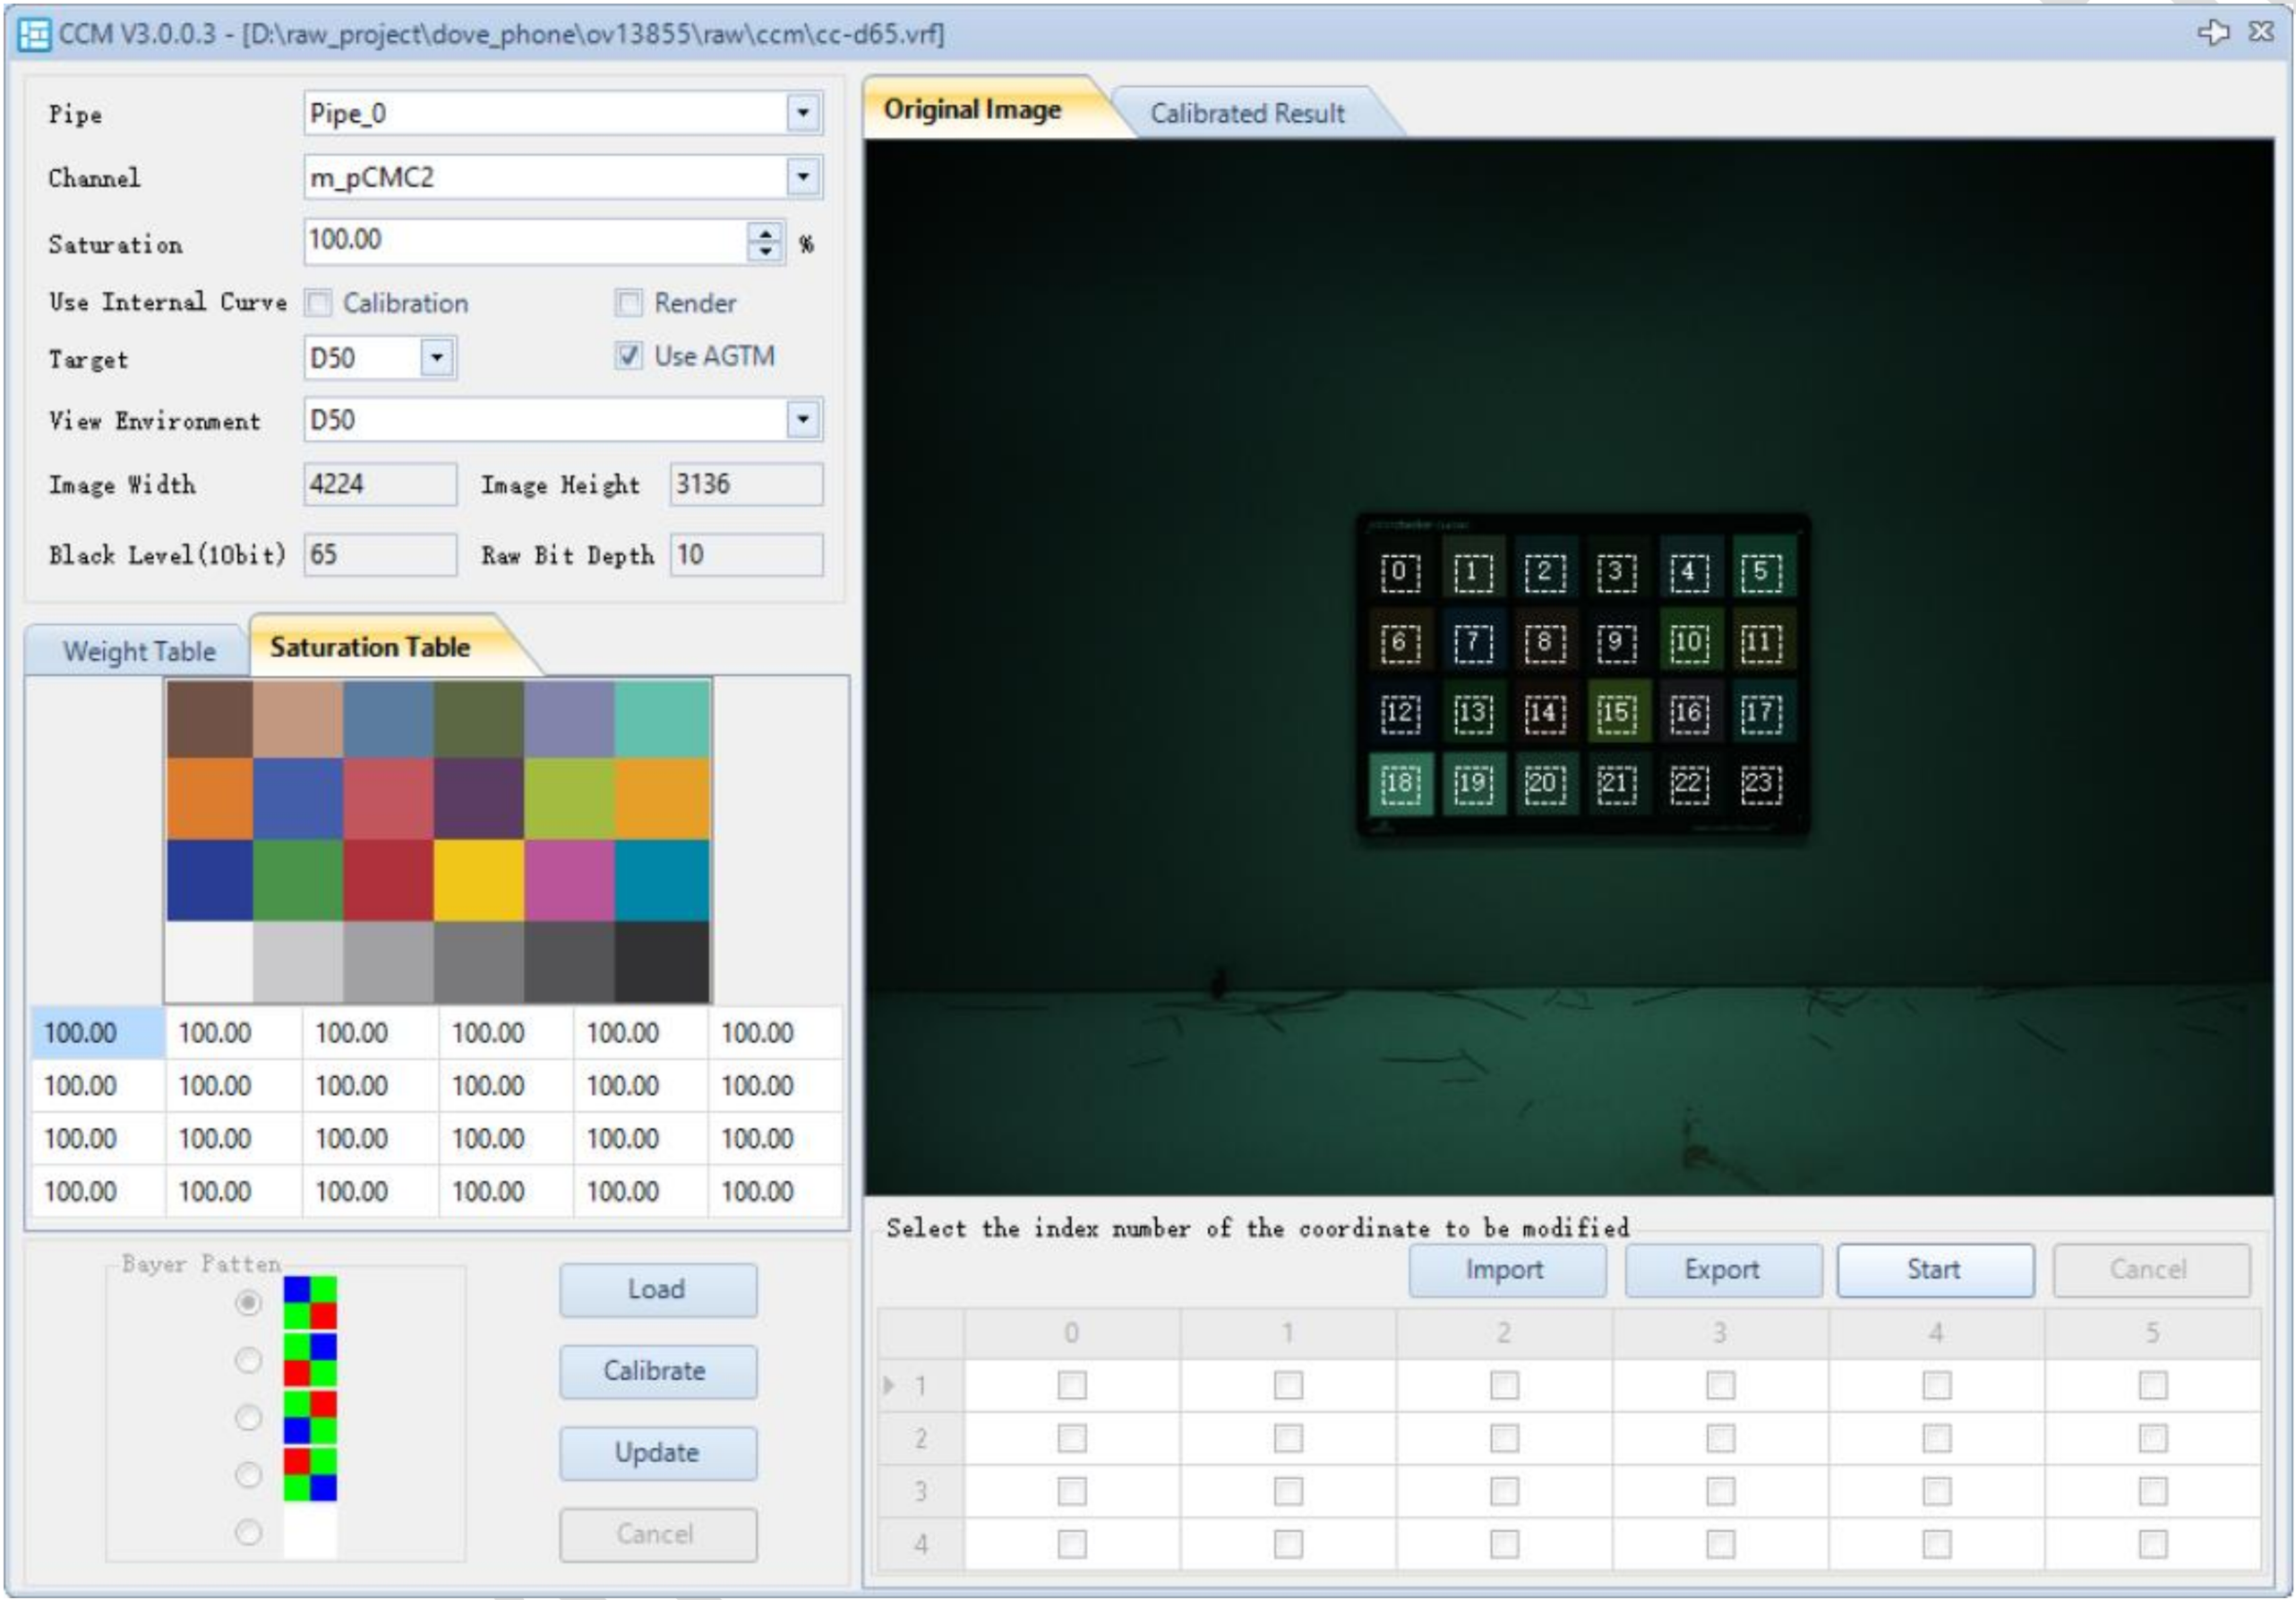 CCM V3.0.0.3 - [D:\raw_project\dove_phone\ov13855\raw\ccm\cc-d65.vrf]
Pipe Pipe_0
Channel m_pCMC2
Saturation 100.00 %
Use Internal Curve Calibration Render
Target D50 Use AGTM
View Environment D50
Image Width 4224 Image Height 3136
Black Level(10bit) 65 Raw Bit Depth 10
Weight Table Saturation Table
100.00 100.00 100.00 100.00 100.00 100.00
100.00 100.00 100.00 100.00 100.00 100.00
100.00 100.00 100.00 100.00 100.00 100.00
100.00 100.00 100.00 100.00 100.00 100.00
Bayer Patten
Load
Calibrate
Update
Cancel
Original Image Calibrated Result
0 1 2 3 4 5
6 7 8 9 10 11
12 13 14 15 16 17
18 19 20 21 22 23
Select the index number of the coordinate to be modified
Import Export Start Cancel
0 1 2 3 4 5
1
2
3
4